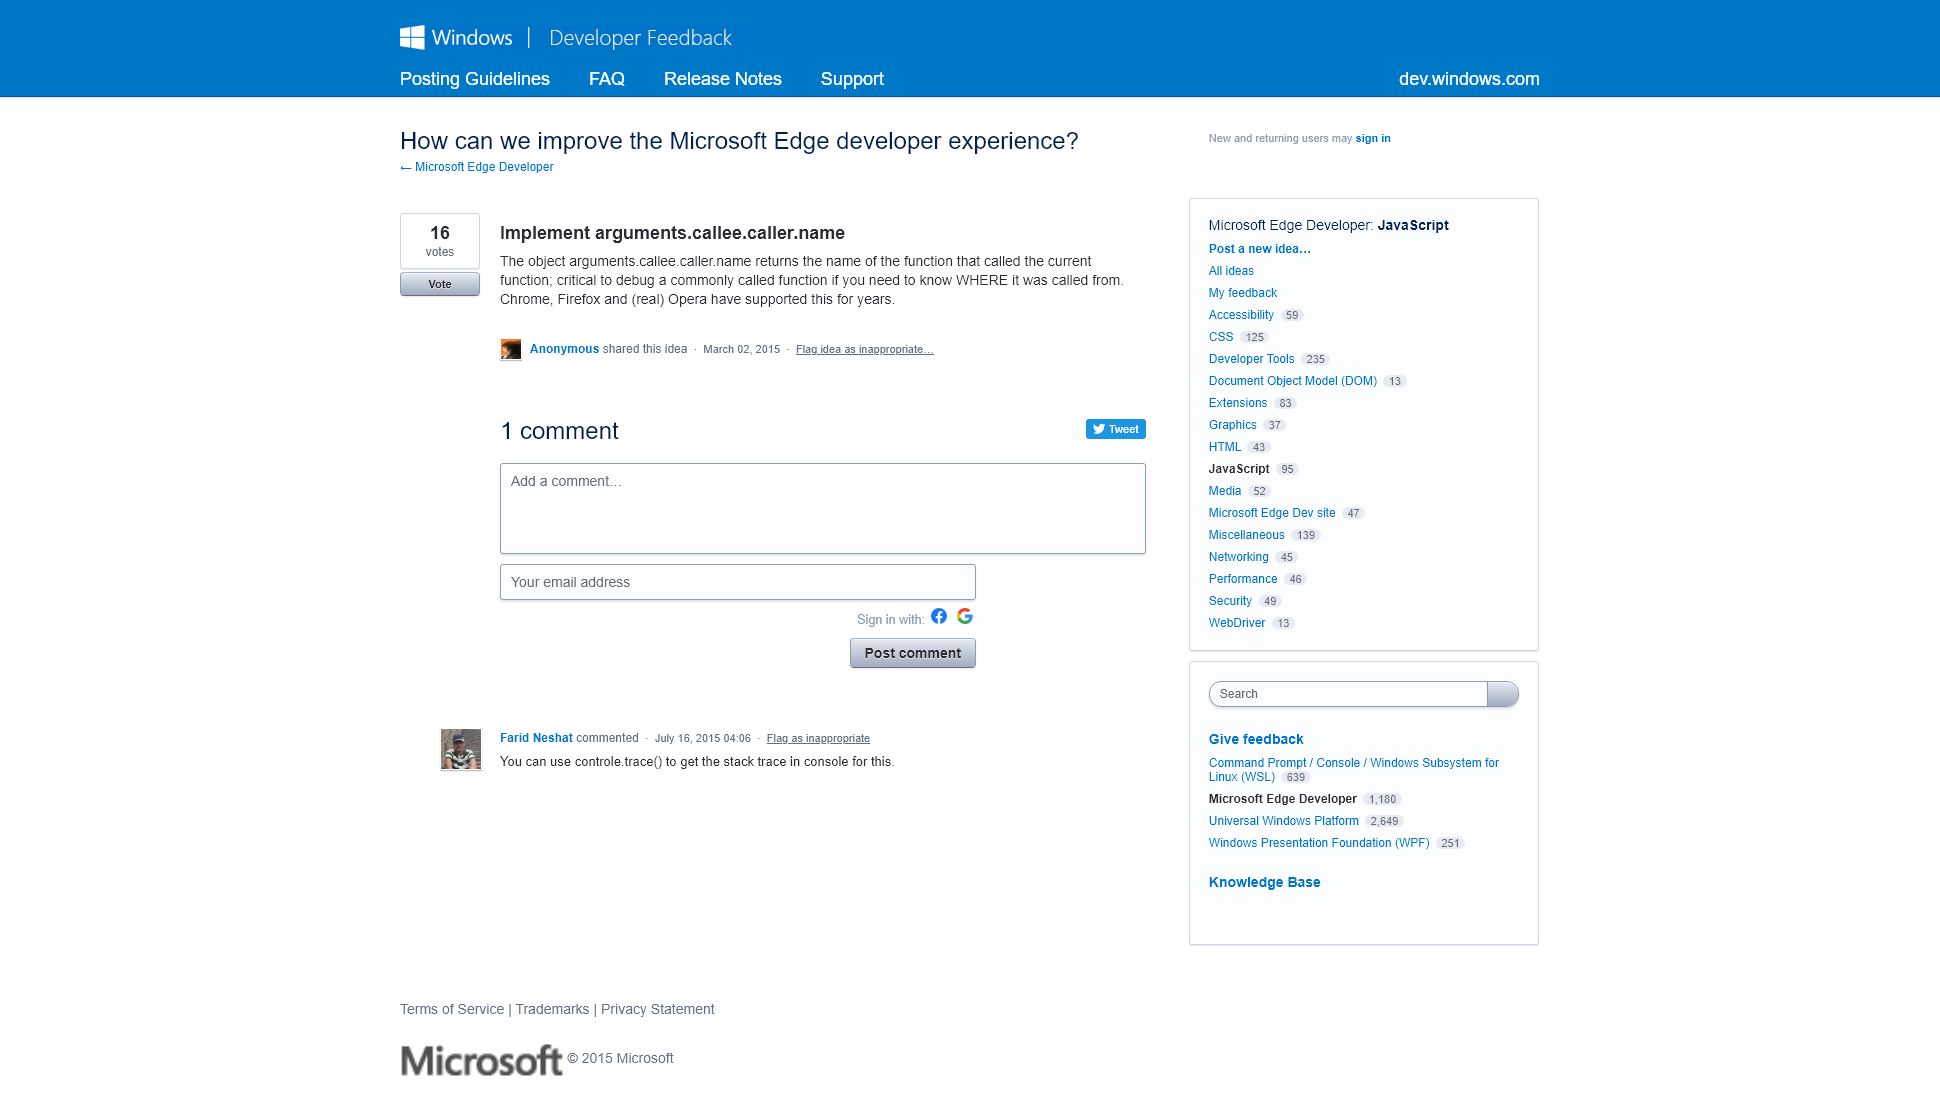 Windows | Developer Feedback
Posting Guidelines FAQ Release Notes Support dev.windows.com
How can we improve the Microsoft Edge developer experience?
← Microsoft Edge Developer
New and returning users may sign in
16
votes
Vote
Implement arguments.callee.caller.name
The object arguments.callee.caller.name returns the name of the function that called the current
function; critical to debug a commonly called function if you need to know WHERE it was called from.
Chrome, Firefox and (real) Opera have supported this for years.
Anonymous shared this idea · March 02, 2015 · Flag idea as inappropriate…
1 comment
Tweet
Add a comment…
Your email address
Sign in with:
Post comment
Farid Neshat commented · July 16, 2015 04:06 · Flag as inappropriate
You can use controle.trace() to get the stack trace in console for this.
Microsoft Edge Developer: JavaScript
Post a new idea…
All ideas
My feedback
Accessibility 59
CSS 125
Developer Tools 235
Document Object Model (DOM) 13
Extensions 83
Graphics 37
HTML 43
JavaScript 95
Media 52
Microsoft Edge Dev site 47
Miscellaneous 139
Networking 45
Performance 46
Security 49
WebDriver 13
Search
Give feedback
Command Prompt / Console / Windows Subsystem for
Linux (WSL) 639
Microsoft Edge Developer 1,180
Universal Windows Platform 2,649
Windows Presentation Foundation (WPF) 251
Knowledge Base
Terms of Service | Trademarks | Privacy Statement
Microsoft © 2015 Microsoft